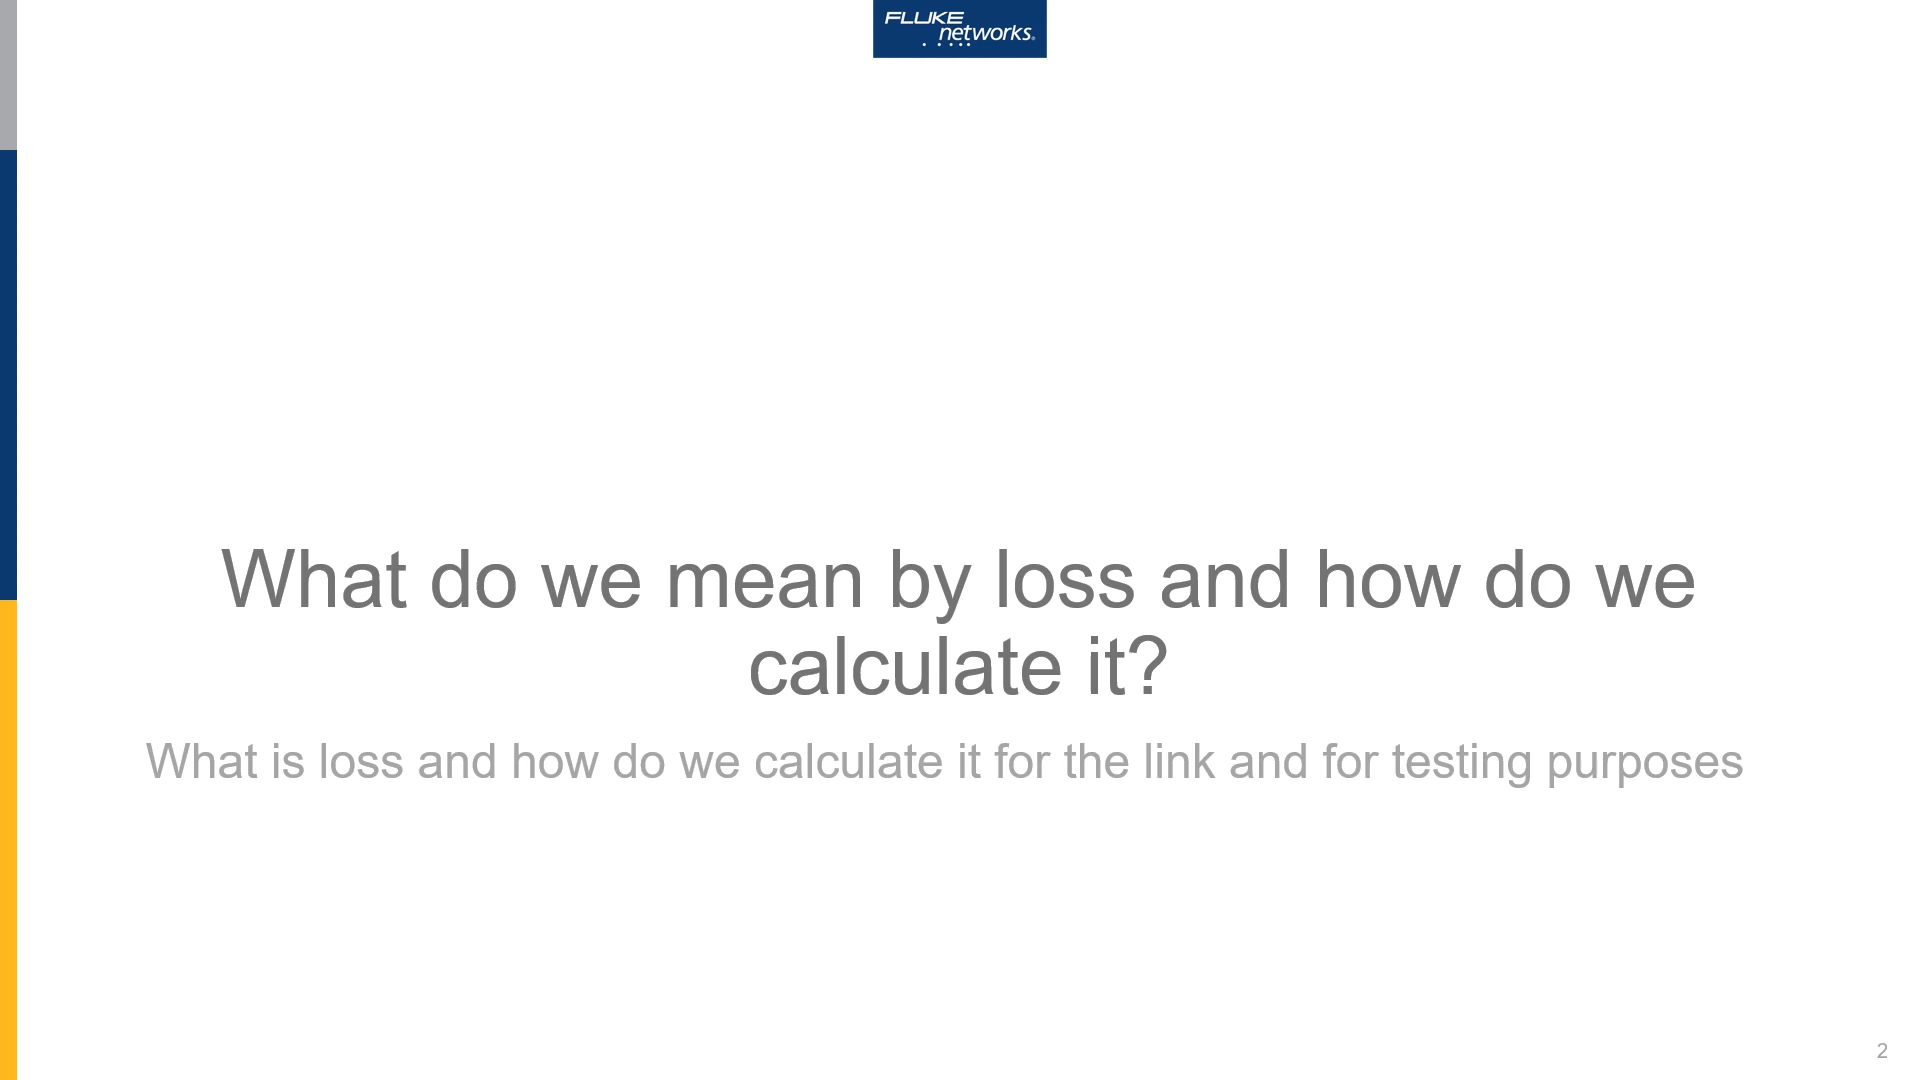 FLUKE
networks®
What do we mean by loss and how do we
calculate it?
What is loss and how do we calculate it for the link and for testing purposes
2